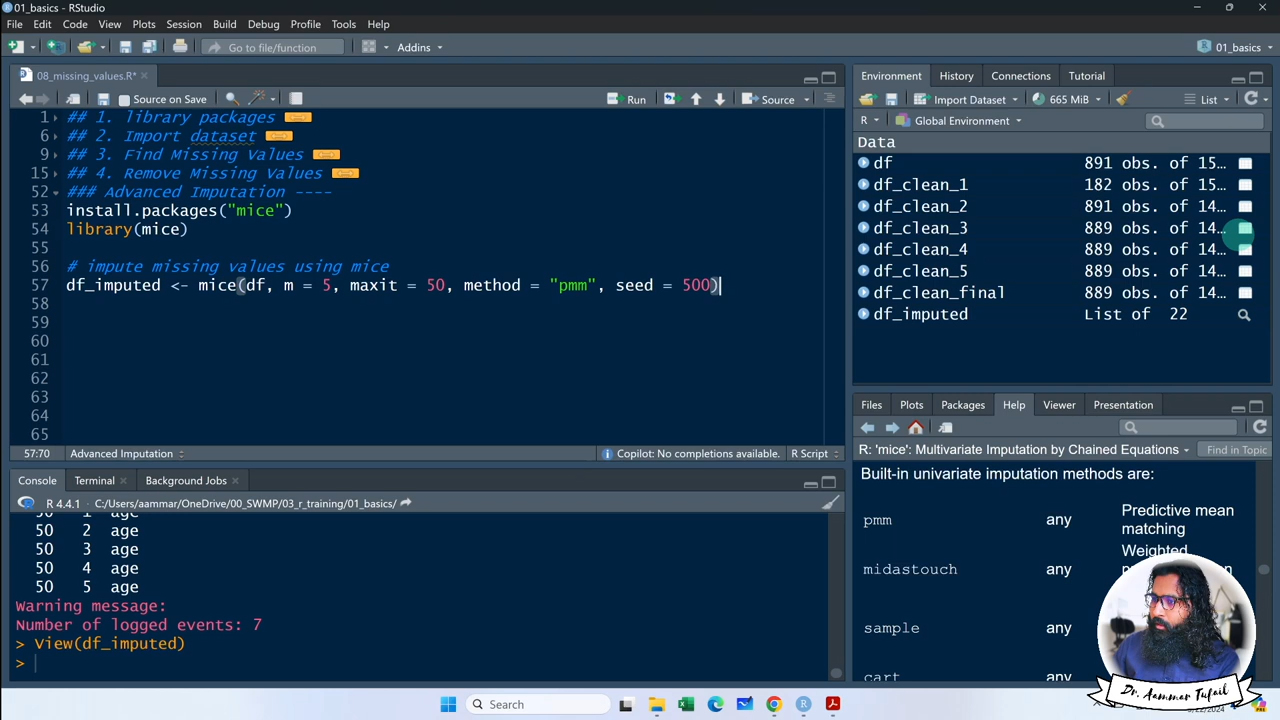 01_basics - RStudio
File Edit Code View Plots Session Build Debug Profile Tools Help
Go to file/function Addins 01_basics
08_missing_values.R*
Source on Save Run Source
1 ## 1. library packages
6 ## 2. Import dataset
9 ## 3. Find Missing Values
15 ## 4. Remove Missing Values
52 ### Advanced Imputation ----
53 install.packages("mice")
54 library(mice)
55
56 # impute missing values using mice
57 df_imputed <- mice(df, m = 5, maxit = 50, method = "pmm", seed = 500)
58
59
60
61
62
63
64
65
57:70 Advanced Imputation Copilot: No completions available. R Script
Console Terminal Background Jobs
R 4.4.1 · C:/Users/aammar/OneDrive/00_SWMP/03_r_training/01_basics/
50 1 age
50 2 age
50 3 age
50 4 age
50 5 age
Warning message:
Number of logged events: 7
> View(df_imputed)
>
Environment History Connections Tutorial
Import Dataset 665 MiB List
R Global Environment
Data
df 891 obs. of 15…
df_clean_1 182 obs. of 15…
df_clean_2 891 obs. of 14…
df_clean_3 889 obs. of 14…
df_clean_4 889 obs. of 14…
df_clean_5 889 obs. of 14…
df_clean_final 889 obs. of 14…
df_imputed List of 22
Files Plots Packages Help Viewer Presentation
R: 'mice': Multivariate Imputation by Chained Equations Find in Topic
Built-in univariate imputation methods are:
pmm any Predictive mean matching
midastouch any Weighted
sample any
cart any
Dr. Aammar Tufail
Search